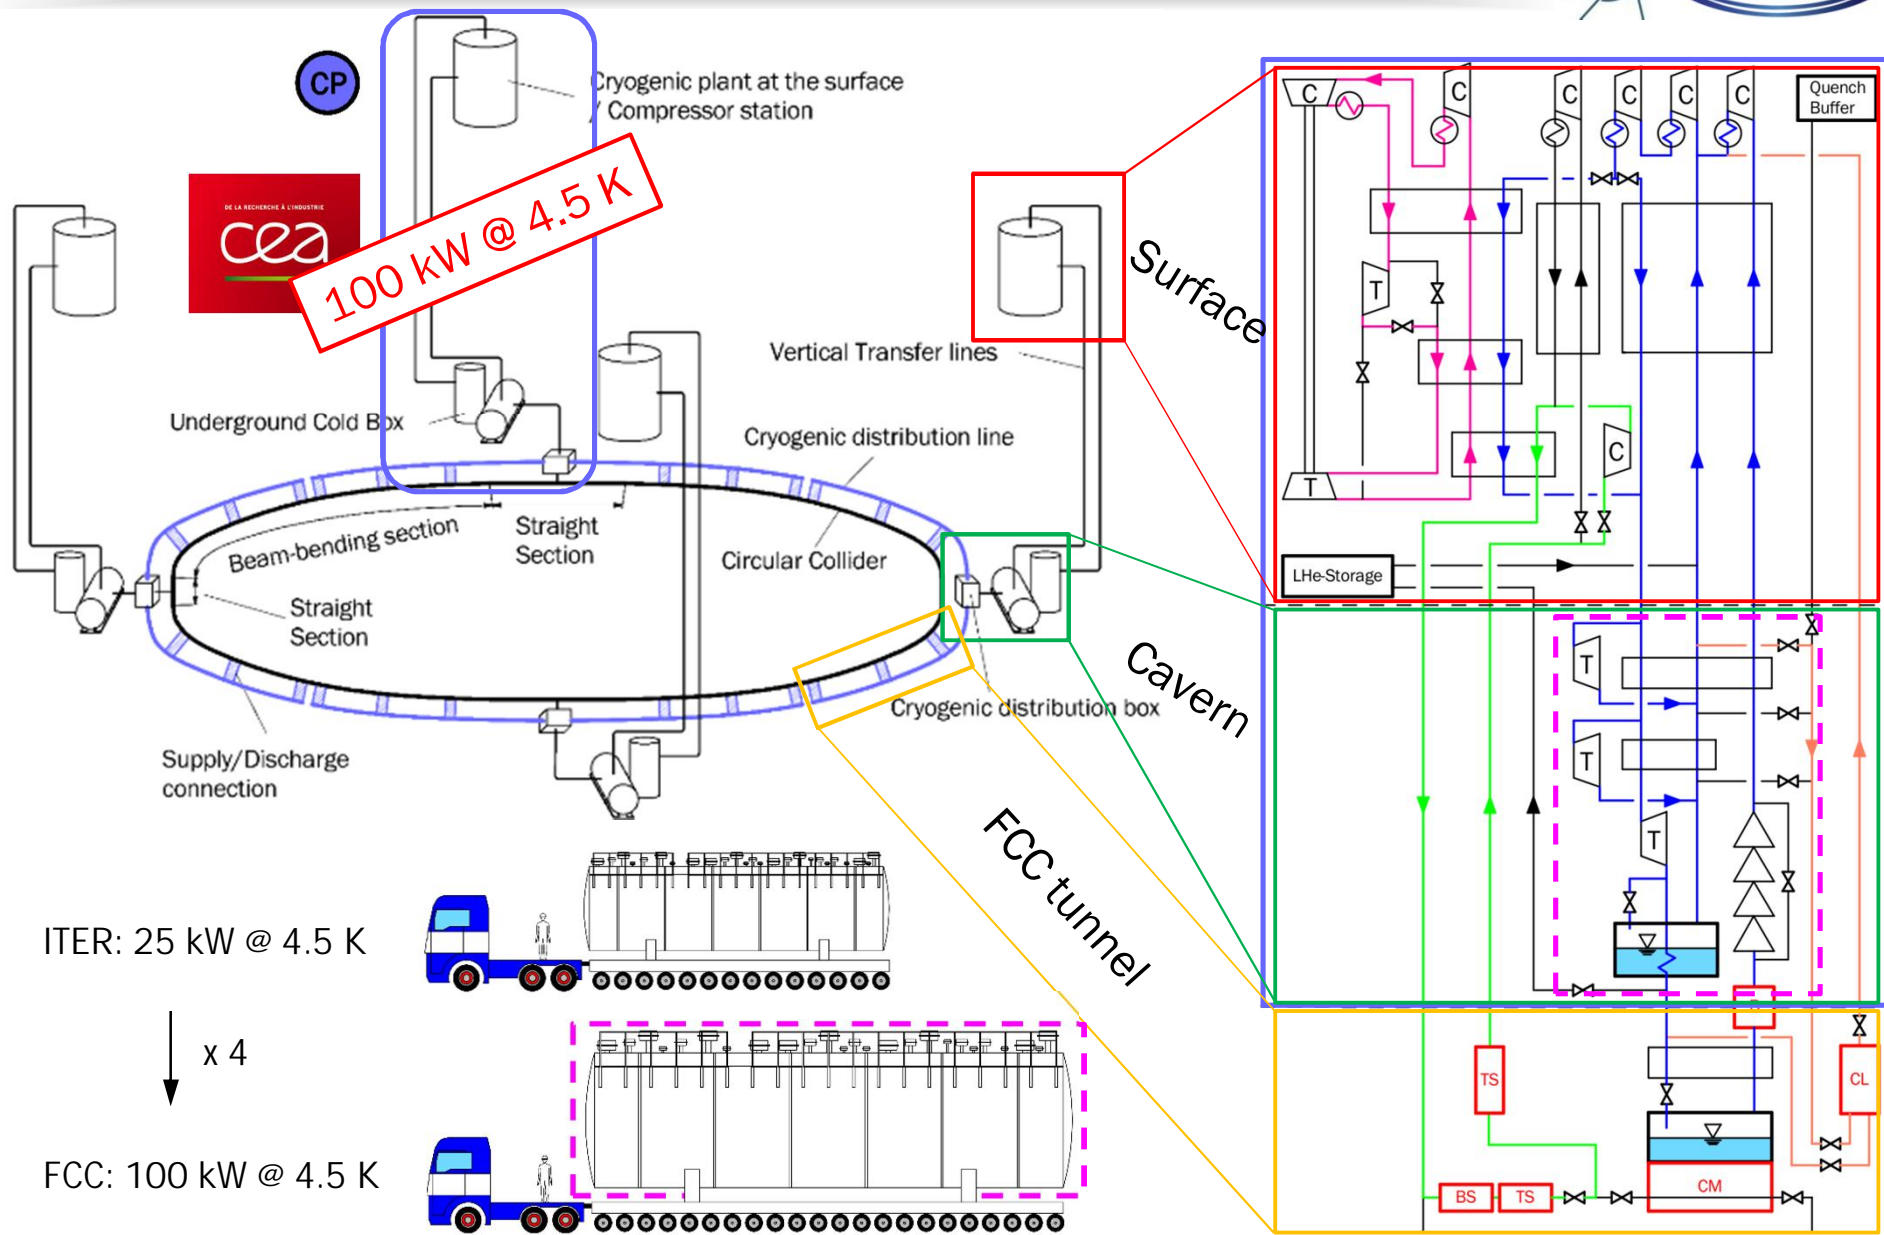 CP
Cryogenic plant at the surface
/ Compressor station
DE LA RECHERCHE À L'INDUSTRIE
cea
100 kW @ 4.5 K
Surface
Vertical Transfer lines
Underground Cold Box
Cryogenic distribution line
Beam-bending section
Straight
Section
Circular Collider
Straight
Section
Cavern
Cryogenic distribution box
Supply/Discharge
connection
FCC tunnel
ITER: 25 kW @ 4.5 K
x 4
FCC: 100 kW @ 4.5 K
C
C
C
C
C
C
Quench
Buffer
T
C
T
LHe-Storage
T
T
T
TS
CL
CM
BS
TS